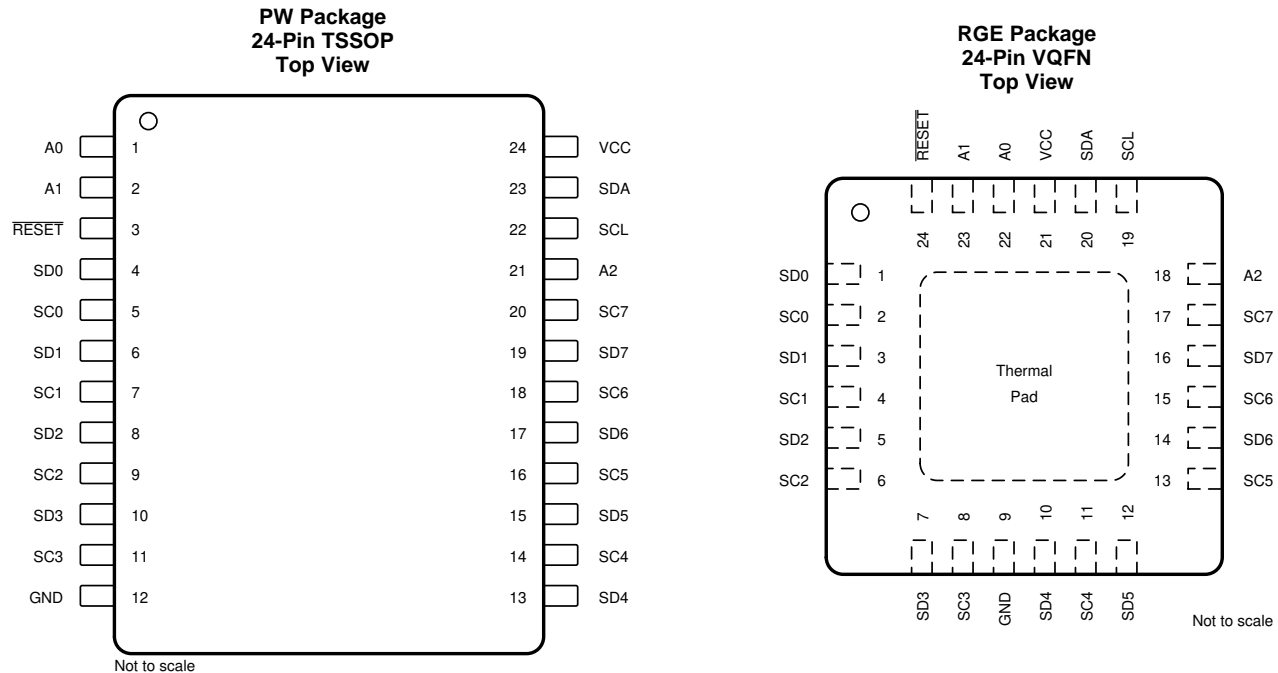 PW Package
24-Pin TSSOP
Top View
A0 1 24 VCC
A1 2 23 SDA
RESET 3 22 SCL
SD0 4 21 A2
SC0 5 20 SC7
SD1 6 19 SD7
SC1 7 18 SC6
SD2 8 17 SD6
SC2 9 16 SC5
SD3 10 15 SD5
SC3 11 14 SC4
GND 12 13 SD4
Not to scale
RGE Package
24-Pin VQFN
Top View
RESET A1 A0 VCC SDA SCL
24 23 22 21 20 19
SD0 1 18 A2
SC0 2 17 SC7
SD1 3 16 SD7
Thermal
SC1 4 15 SC6
Pad
SD2 5 14 SD6
SC2 6 13 SC5
7 8 9 10 11 12
SD3 SC3 GND SD4 SC4 SD5
Not to scale